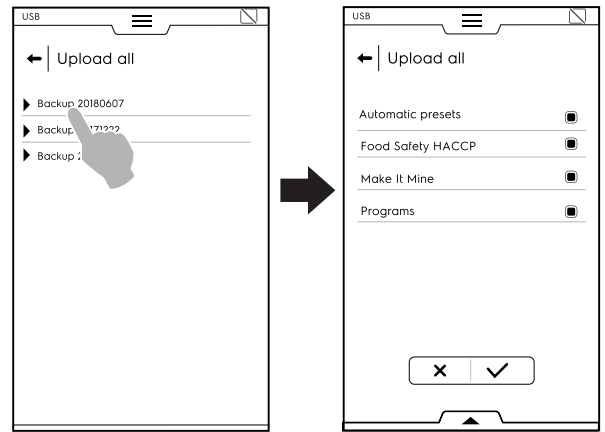 USB
Upload all
Backup 20180607
Backup 171222
Backup
USB
Upload all
Automatic presets
Food Safety HACCP
Make It Mine
Programs